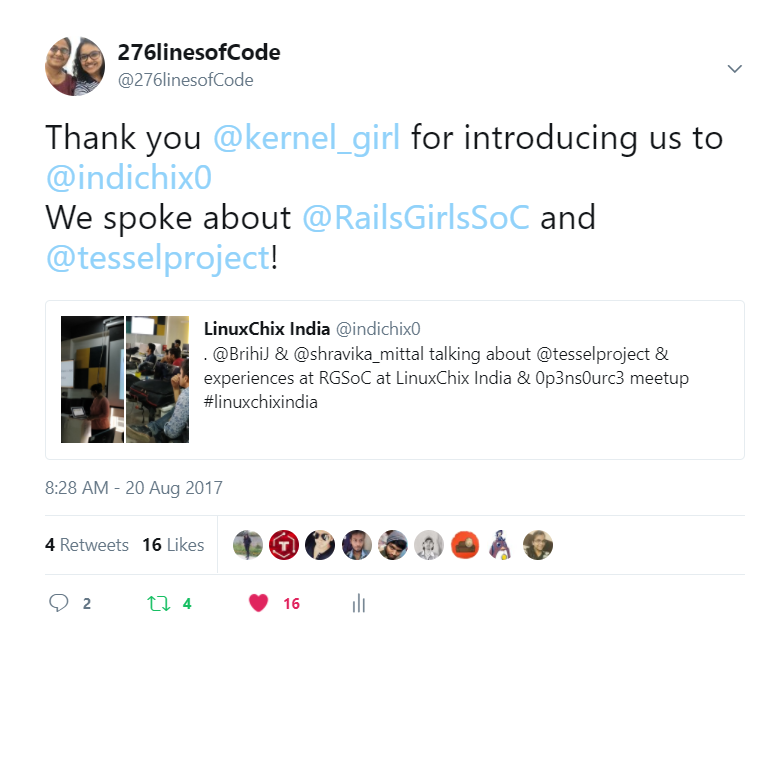 276linesofCode
@276linesofCode
Thank you @kernel_girl for introducing us to
@indichix0
We spoke about @RailsGirlsSoC and
@tesselproject!
LinuxChix India @indichix0
. @BrihiJ & @shravika_mittal talking about @tesselproject &
experiences at RGSoC at LinuxChix India & 0p3ns0urc3 meetup
#linuxchixindia
8:28 AM - 20 Aug 2017
4 Retweets 16 Likes
2 4 16